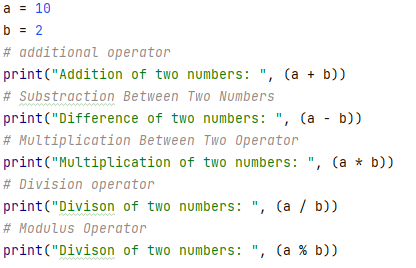 a = 10
b = 2
# additional operator
print("Addition of two numbers: ", (a + b))
# Substraction Between Two Numbers
print("Difference of two numbers: ", (a - b))
# Multiplication Between Two Operator
print("Multiplication of two numbers: ", (a * b))
# Division operator
print("Divison of two numbers: ", (a / b))
# Modulus Operator
print("Divison of two numbers: ", (a % b))